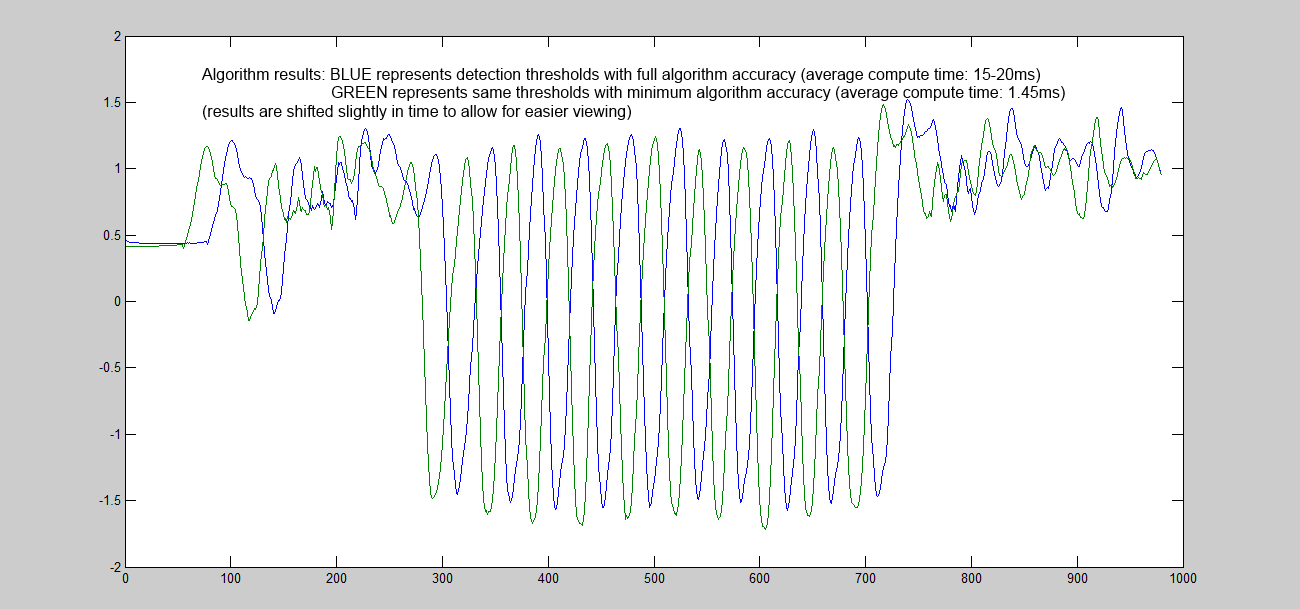 Algorithm results: BLUE represents detection thresholds with full algorithm accuracy (average compute time: 15-20ms)
GREEN represents same thresholds with minimum algorithm accuracy (average compute time: 1.45ms)
(results are shifted slightly in time to allow for easier viewing)
2
1.5
1
0.5
0
-0.5
-1
-1.5
-2
0 100 200 300 400 500 600 700 800 900 1000